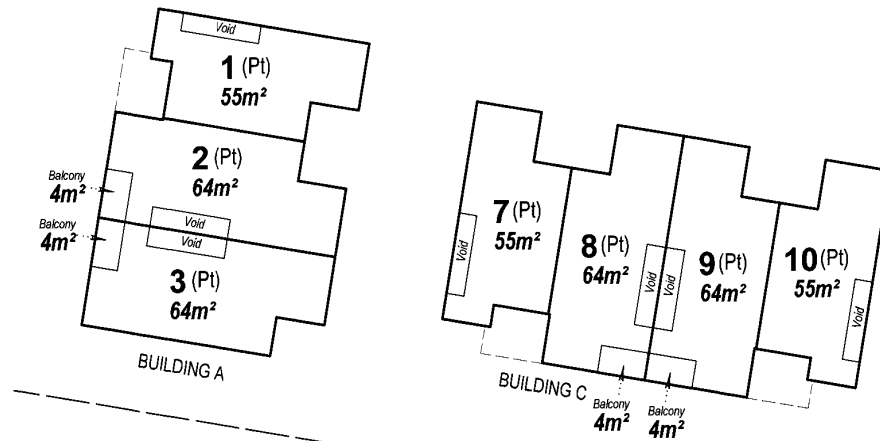 Void
1 (Pt)
55m²
2 (Pt)
64m²
Balcony
4m²
Balcony
4m²
Void
Void
3 (Pt)
64m²
BUILDING A
7 (Pt)
55m²
Void
8 (Pt)
64m²
Void
Void
9 (Pt)
64m²
10 (Pt)
55m²
Void
BUILDING C
Balcony
4m²
Balcony
4m²